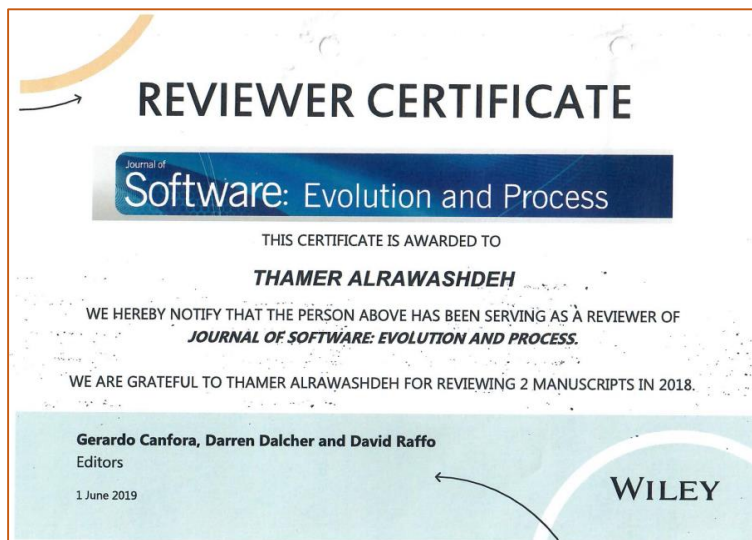 REVIEWER CERTIFICATE
Journal of
Software: Evolution and Process
THIS CERTIFICATE IS AWARDED TO
THAMER ALRAWASHDEH
WE HEREBY NOTIFY THAT THE PERSON ABOVE HAS BEEN SERVING AS A REVIEWER OF
JOURNAL OF SOFTWARE: EVOLUTION AND PROCESS.
WE ARE GRATEFUL TO THAMER ALRAWASHDEH FOR REVIEWING 2 MANUSCRIPTS IN 2018.
Gerardo Canfora, Darren Dalcher and David Raffo
Editors
1 June 2019
WILEY